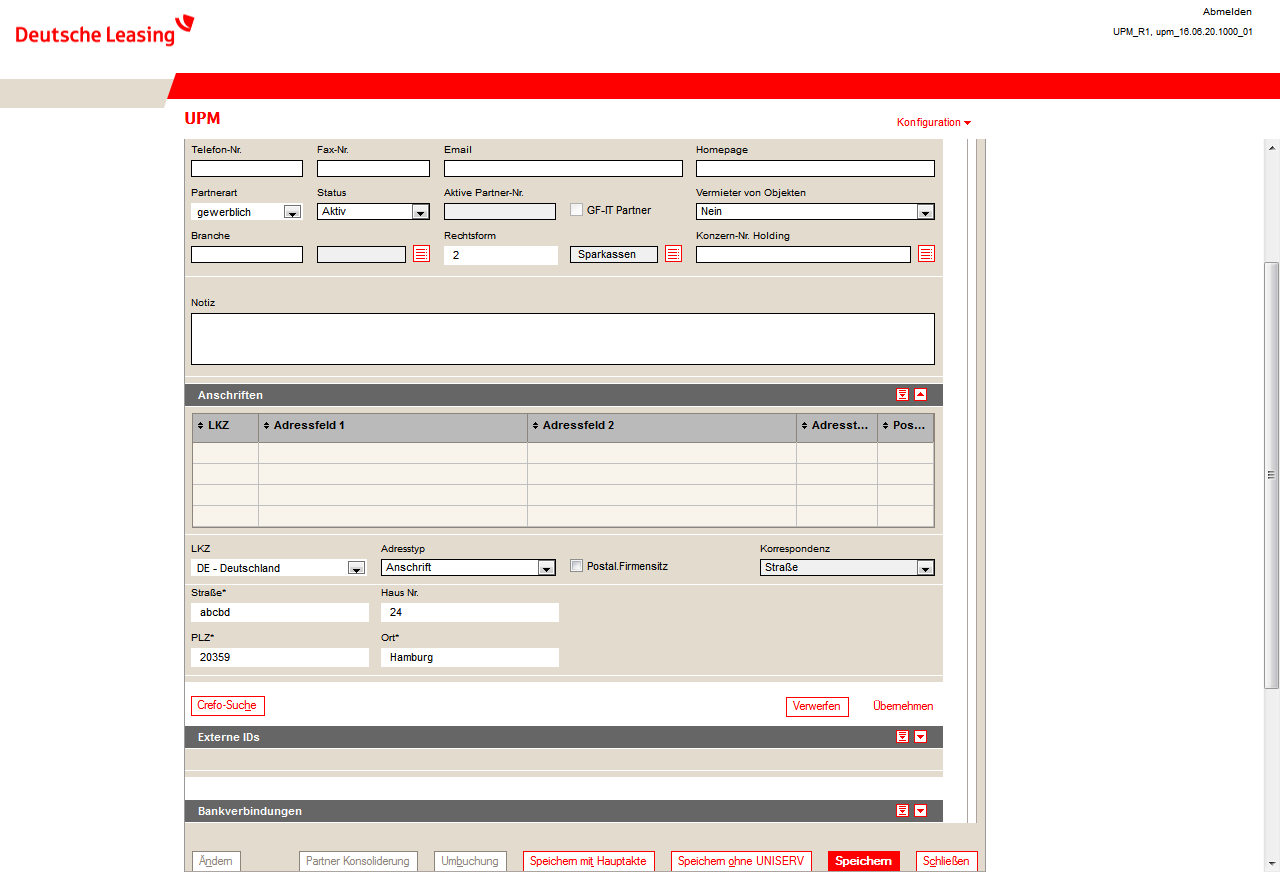 Deutsche Leasing
Abmelden
UPM_R1, upm_16.06.20.1000_01
UPM
Konfiguration
Telefon-Nr. Fax-Nr. Email Homepage
Partnerart Status Aktive Partner-Nr. Vermieter von Objekten
gewerblich Aktiv GF-IT Partner Nein
Branche Rechtsform Konzern-Nr. Holding
2 Sparkassen
Notiz
Anschriften
LKZ Adressfeld 1 Adressfeld 2 Adresst... Pos...
LKZ Adresstyp Korrespondenz
DE - Deutschland Anschrift Postal.Firmensitz Straße
Straße* Haus Nr.
abcbd 24
PLZ* Ort*
20359 Hamburg
Crefo-Suche Verwerfen Übernehmen
Externe IDs
Bankverbindungen
Ändern Partner Konsolidierung Umbuchung Speichern mit Hauptakte Speichern ohne UNISERV Speichern Schließen